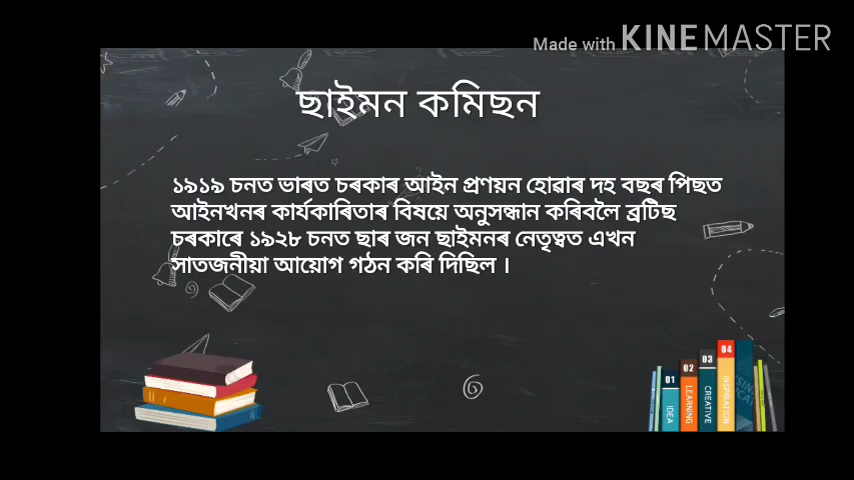 Made with KINEMASTER
ছাইমন কমিছন
১৯১৯ চনত ভাৰত চৰকাৰ আইন প্ৰণয়ন হোৱাৰ দহ বছৰ পিছত
আইনখনৰ কাৰ্যকাৰিতাৰ বিষয়ে অনুসন্ধান কৰিবলৈ ব্ৰটিছ
চৰকাৰে ১৯২৮ চনত ছাৰ জন ছাইমনৰ নেতৃত্বত এখন
সাতজনীয়া আয়োগ গঠন কৰি দিছিল ।
01 IDEA
02 LEARNING
03 CREATIVE
04 INSPIRATION